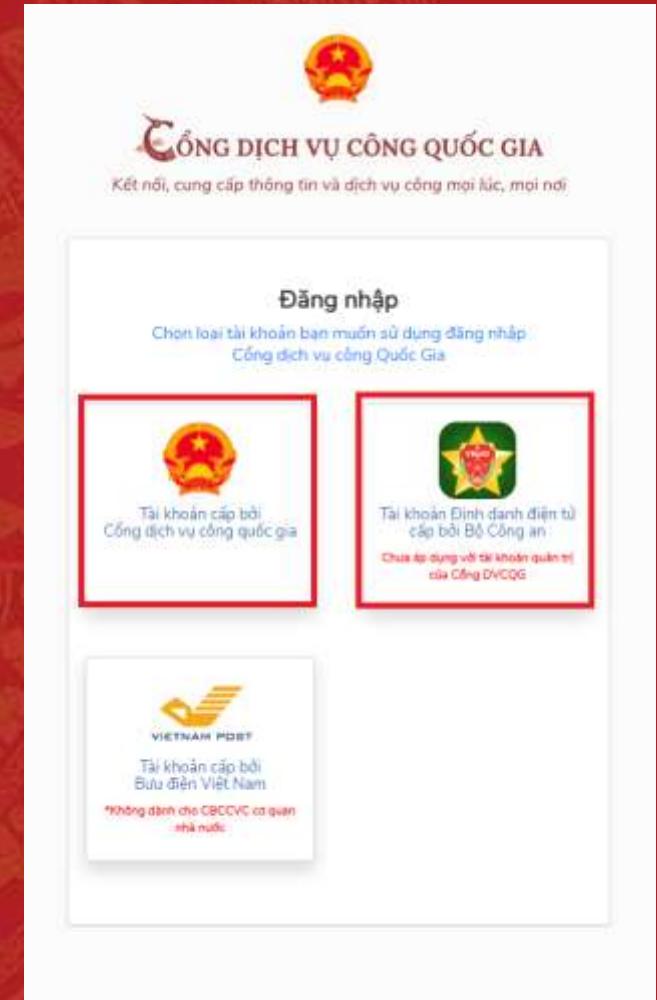 CỔNG DỊCH VỤ CÔNG QUỐC GIA
Kết nối, cung cấp thông tin và dịch vụ công mọi lúc, mọi nơi
Đăng nhập
Chọn loại tài khoản bạn muốn sử dụng đăng nhập
Cổng dịch vụ công Quốc Gia
Tài khoản cấp bởi
Cổng dịch vụ công quốc gia
VNeID
Tài khoản Định danh điện tử
cấp bởi Bộ Công an
Chưa áp dụng với tài khoản quản trị
của Cổng DVCQG
VIETNAM POST
Tài khoản cấp bởi
Bưu điện Việt Nam
*Không dành cho CBCCVC cơ quan
nhà nước